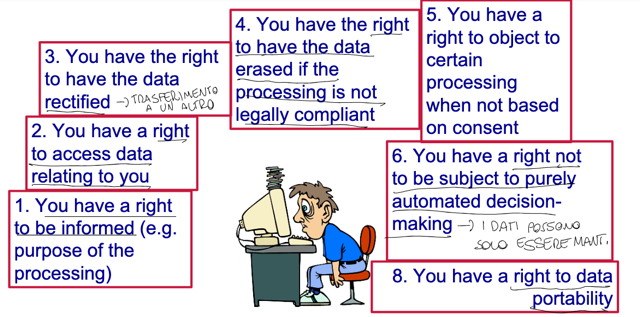 1. You have a right
to be informed (e.g.
purpose of the
processing)
2. You have a right
to access data
relating to you
3. You have the right
to have the data
rectified → TRASFERIMENTO
A UN ALTRO
4. You have the right
to have the data
erased if the
processing is not
legally compliant
5. You have a
right to object to
certain
processing
when not based
on consent
6. You have a right not
to be subject to purely
automated decision-
making → I DATI POSSONO
SOLO ESSERE MANT.
8. You have a right to data
portability